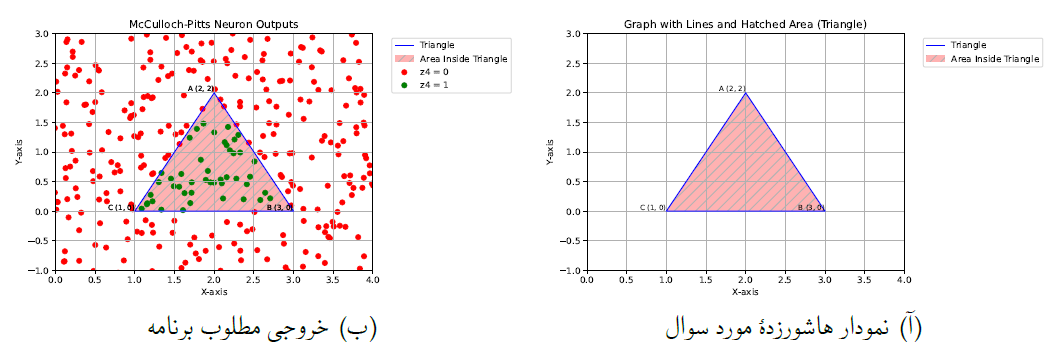 McCulloch-Pitts Neuron Outputs
3.0
2.5
2.0
1.5
1.0
0.5
0.0
−0.5
−1.0
Y-axis
A (2, 2)
C (1, 0)
B (3, 0)
0.0 0.5 1.0 1.5 2.0 2.5 3.0 3.5 4.0
X-axis
Triangle
Area Inside Triangle
z4 = 0
z4 = 1
(ب) خروجی مطلوب برنامه
Graph with Lines and Hatched Area (Triangle)
3.0
2.5
2.0
1.5
1.0
0.5
0.0
−0.5
−1.0
Y-axis
A (2, 2)
C (1, 0)
B (3, 0)
0.0 0.5 1.0 1.5 2.0 2.5 3.0 3.5 4.0
X-axis
Triangle
Area Inside Triangle
(آ) نمودار هاشورزدهٔ مورد سوال